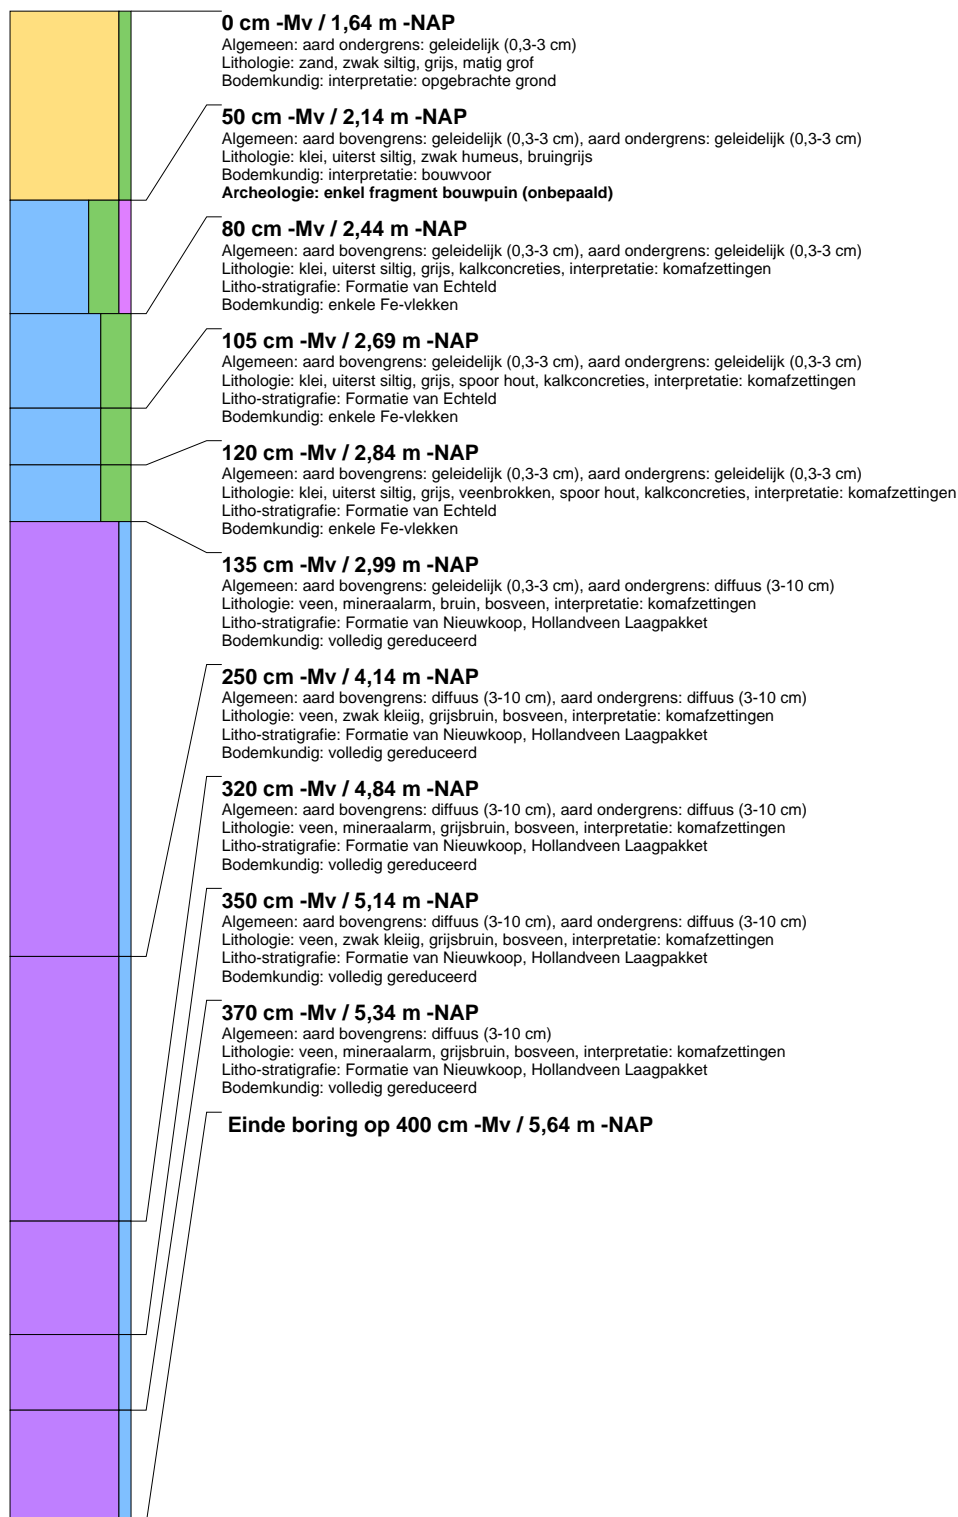 0 cm -Mv / 1,64 m -NAP
Algemeen: aard ondergrens: geleidelijk (0,3-3 cm)
Lithologie: zand, zwak siltig, grijs, matig grof
Bodemkundig: interpretatie: opgebrachte grond
50 cm -Mv / 2,14 m -NAP
Algemeen: aard bovengrens: geleidelijk (0,3-3 cm), aard ondergrens: geleidelijk (0,3-3 cm)
Lithologie: klei, uiterst siltig, zwak humeus, bruingrijs
Bodemkundig: interpretatie: bouwvoor
Archeologie: enkel fragment bouwpuin (onbepaald)
80 cm -Mv / 2,44 m -NAP
Algemeen: aard bovengrens: geleidelijk (0,3-3 cm), aard ondergrens: geleidelijk (0,3-3 cm)
Lithologie: klei, uiterst siltig, grijs, kalkconcreties, interpretatie: komafzettingen
Litho-stratigrafie: Formatie van Echteld
Bodemkundig: enkele Fe-vlekken
105 cm -Mv / 2,69 m -NAP
Algemeen: aard bovengrens: geleidelijk (0,3-3 cm), aard ondergrens: geleidelijk (0,3-3 cm)
Lithologie: klei, uiterst siltig, grijs, spoor hout, kalkconcreties, interpretatie: komafzettingen
Litho-stratigrafie: Formatie van Echteld
Bodemkundig: enkele Fe-vlekken
120 cm -Mv / 2,84 m -NAP
Algemeen: aard bovengrens: geleidelijk (0,3-3 cm), aard ondergrens: geleidelijk (0,3-3 cm)
Lithologie: klei, uiterst siltig, grijs, veenbrokken, spoor hout, kalkconcreties, interpretatie: komafzettingen
Litho-stratigrafie: Formatie van Echteld
Bodemkundig: enkele Fe-vlekken
135 cm -Mv / 2,99 m -NAP
Algemeen: aard bovengrens: geleidelijk (0,3-3 cm), aard ondergrens: diffuus (3-10 cm)
Lithologie: veen, mineraalarm, bruin, bosveen, interpretatie: komafzettingen
Litho-stratigrafie: Formatie van Nieuwkoop, Hollandveen Laagpakket
Bodemkundig: volledig gereduceerd
250 cm -Mv / 4,14 m -NAP
Algemeen: aard bovengrens: diffuus (3-10 cm), aard ondergrens: diffuus (3-10 cm)
Lithologie: veen, zwak kleiig, grijsbruin, bosveen, interpretatie: komafzettingen
Litho-stratigrafie: Formatie van Nieuwkoop, Hollandveen Laagpakket
Bodemkundig: volledig gereduceerd
320 cm -Mv / 4,84 m -NAP
Algemeen: aard bovengrens: diffuus (3-10 cm), aard ondergrens: diffuus (3-10 cm)
Lithologie: veen, mineraalarm, grijsbruin, bosveen, interpretatie: komafzettingen
Litho-stratigrafie: Formatie van Nieuwkoop, Hollandveen Laagpakket
Bodemkundig: volledig gereduceerd
350 cm -Mv / 5,14 m -NAP
Algemeen: aard bovengrens: diffuus (3-10 cm), aard ondergrens: diffuus (3-10 cm)
Lithologie: veen, zwak kleiig, grijsbruin, bosveen, interpretatie: komafzettingen
Litho-stratigrafie: Formatie van Nieuwkoop, Hollandveen Laagpakket
Bodemkundig: volledig gereduceerd
370 cm -Mv / 5,34 m -NAP
Algemeen: aard bovengrens: diffuus (3-10 cm)
Lithologie: veen, mineraalarm, grijsbruin, bosveen, interpretatie: komafzettingen
Litho-stratigrafie: Formatie van Nieuwkoop, Hollandveen Laagpakket
Bodemkundig: volledig gereduceerd
Einde boring op 400 cm -Mv / 5,64 m -NAP